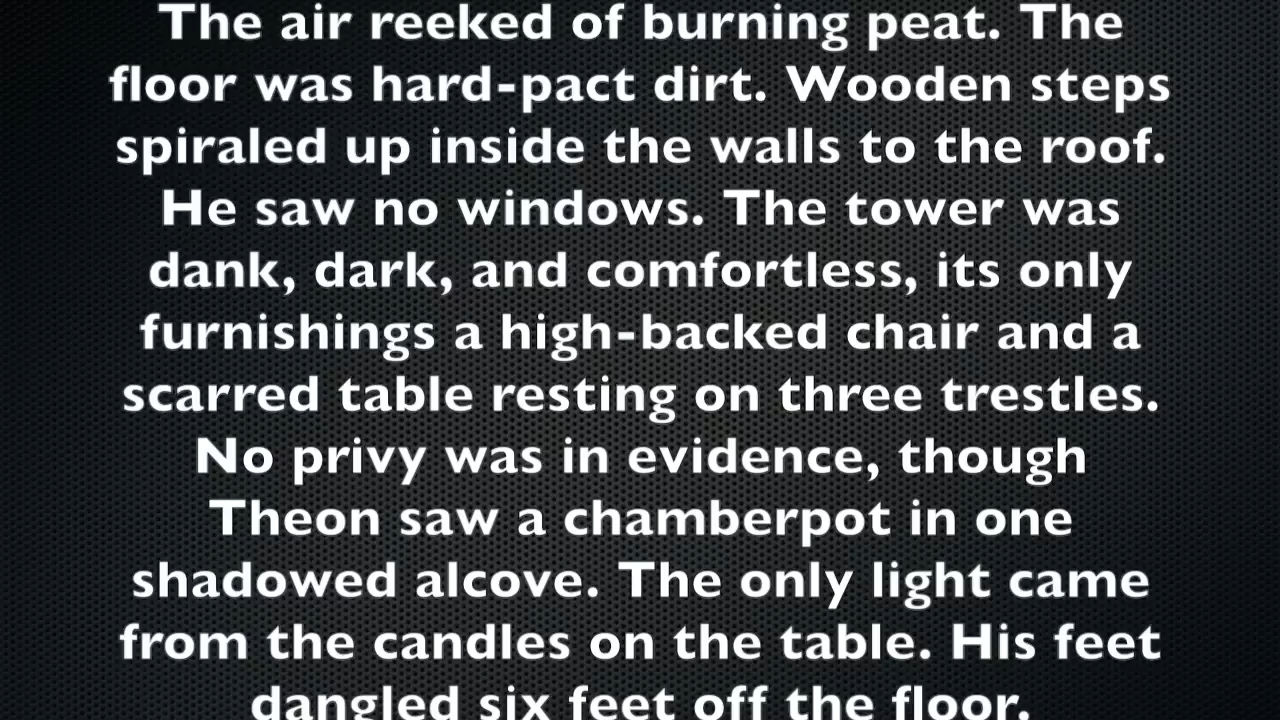 The air reeked of burning peat. The
floor was hard-pact dirt. Wooden steps
spiraled up inside the walls to the roof.
He saw no windows. The tower was
dank, dark, and comfortless, its only
furnishings a high-backed chair and a
scarred table resting on three trestles.
No privy was in evidence, though
Theon saw a chamberpot in one
shadowed alcove. The only light came
from the candles on the table. His feet
dangled six feet off the floor.